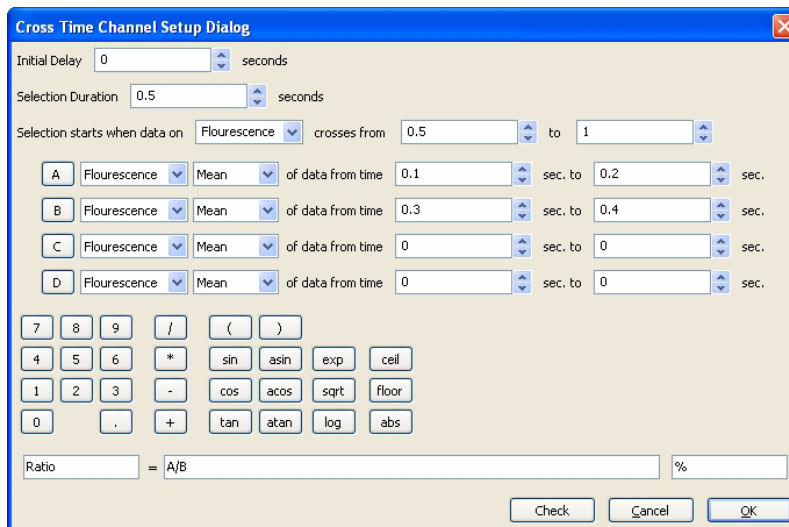 Cross Time Channel Setup Dialog
Initial Delay 0 seconds
Selection Duration 0.5 seconds
Selection starts when data on Flourescence crosses from 0.5 to 1
A Flourescence Mean of data from time 0.1 sec. to 0.2 sec.
B Flourescence Mean of data from time 0.3 sec. to 0.4 sec.
C Flourescence Mean of data from time 0 sec. to 0 sec.
D Flourescence Mean of data from time 0 sec. to 0 sec.
7 8 9 / ( )
4 5 6 * sin asin exp ceil
1 2 3 - cos acos sqrt floor
0 . + tan atan log abs
Ratio = A/B %
Check Cancel OK